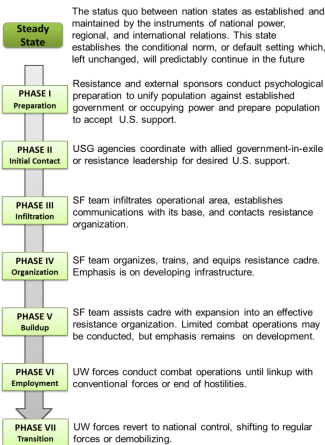 Steady
State
The status quo between nation states as established and
maintained by the instruments of national power,
regional, and international relations. This state
establishes the conditional norm, or default setting which,
left unchanged, will predictably continue in the future
PHASE I
Preparation
Resistance and external sponsors conduct psychological
preparation to unify population against established
government or occupying power and prepare population
to accept U.S. support.
PHASE II
Initial Contact
USG agencies coordinate with allied government-in-exile
or resistance leadership for desired U.S. support.
PHASE III
Infiltration
SF team infiltrates operational area, establishes
communications with its base, and contacts resistance
organization.
PHASE IV
Organization
SF team organizes, trains, and equips resistance cadre.
Emphasis is on developing infrastructure.
PHASE V
Buildup
SF team assists cadre with expansion into an effective
resistance organization. Limited combat operations may
be conducted, but emphasis remains on development.
PHASE VI
Employment
UW forces conduct combat operations until linkup with
conventional forces or end of hostilities.
PHASE VII
Transition
UW forces revert to national control, shifting to regular
forces or demobilizing.